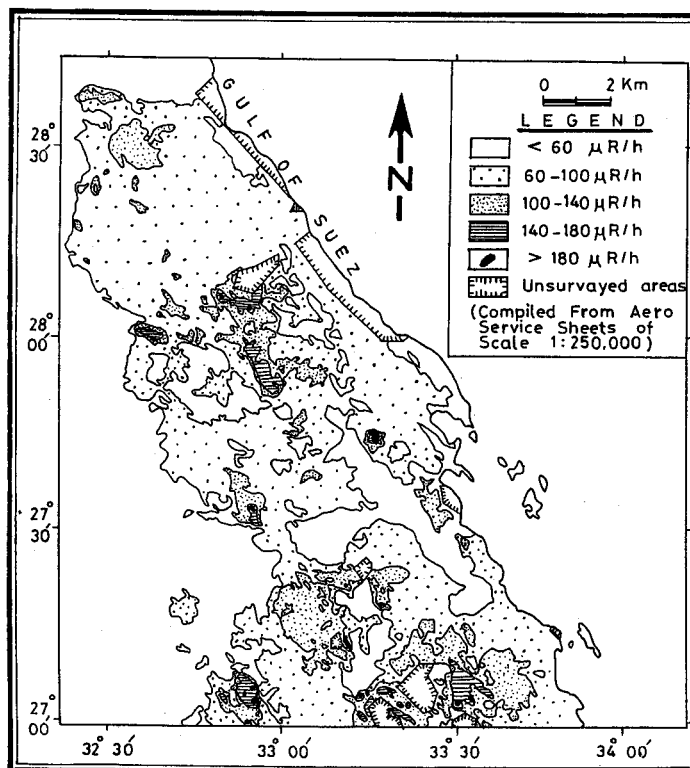 GULF OF SUEZ
N
0 2 Km
LEGEND
< 60 μR/h
60-100 μR/h
100-140 μR/h
140-180 μR/h
> 180 μR/h
Unsurvayed areas
(Compiled From Aero
Service Sheets of
Scale 1:250,000)
28°
30'
28°
00'
27°
30'
27°
00'
32° 30' 33° 00' 33° 30' 34° 00'